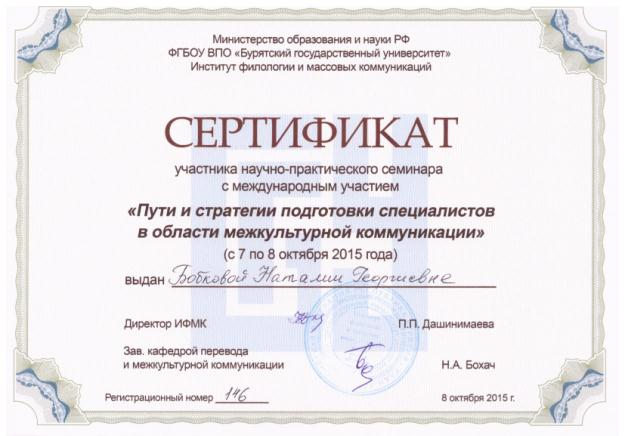 Министерство образования и науки РФ
ФГБОУ ВПО «Бурятский государственный университет»
Институт филологии и массовых коммуникаций
СЕРТИФИКАТ
участника научно-практического семинара
с международным участием
«Пути и стратегии подготовки специалистов
в области межкультурной коммуникации»
(с 7 по 8 октября 2015 года)
выдан Бобковой Наталии Георгиевне
Директор ИФМК П.П. Дашинимаева
Зав. кафедрой перевода
и межкультурной коммуникации Н.А. Бохач
Регистрационный номер 146 8 октября 2015 г.